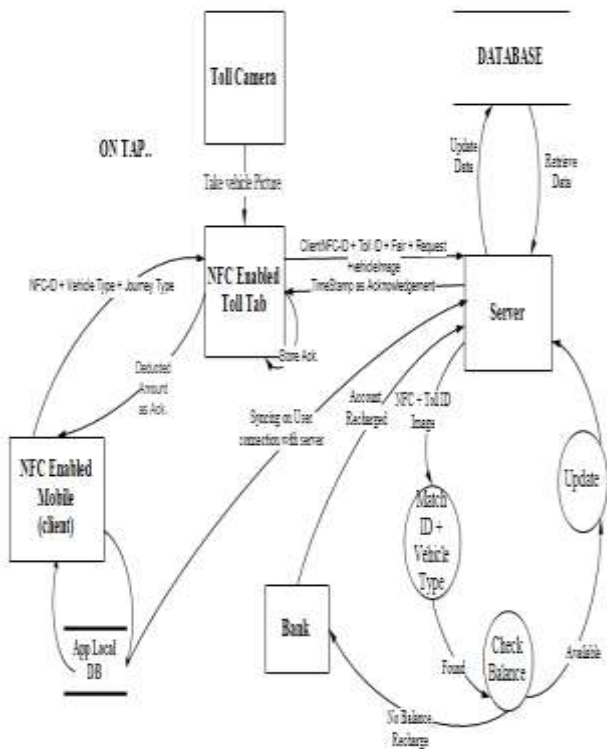 Toll Camera
DATABASE
ON TAP..
Update
Data
Retrieve
Data
Take vehicle Picture
ClientNFC-ID + Toll ID + Fair + Request
+vehicleImage
NFC Enabled
Toll Tab
TimeStamp as Acknowledgement
Server
NFC-ID + Vehicle Type + Journey Type
Store Ack.
Deducted
Amount
as Ack.
Syncing on User
connection with server
Account
Recharged
NFC + Toll ID
Image
NFC Enabled
Mobile
(client)
Update
Match
ID +
Vehicle
Type
App Local
DB
Bank
Check
Balance
Found
Available
No Balance
Recharge